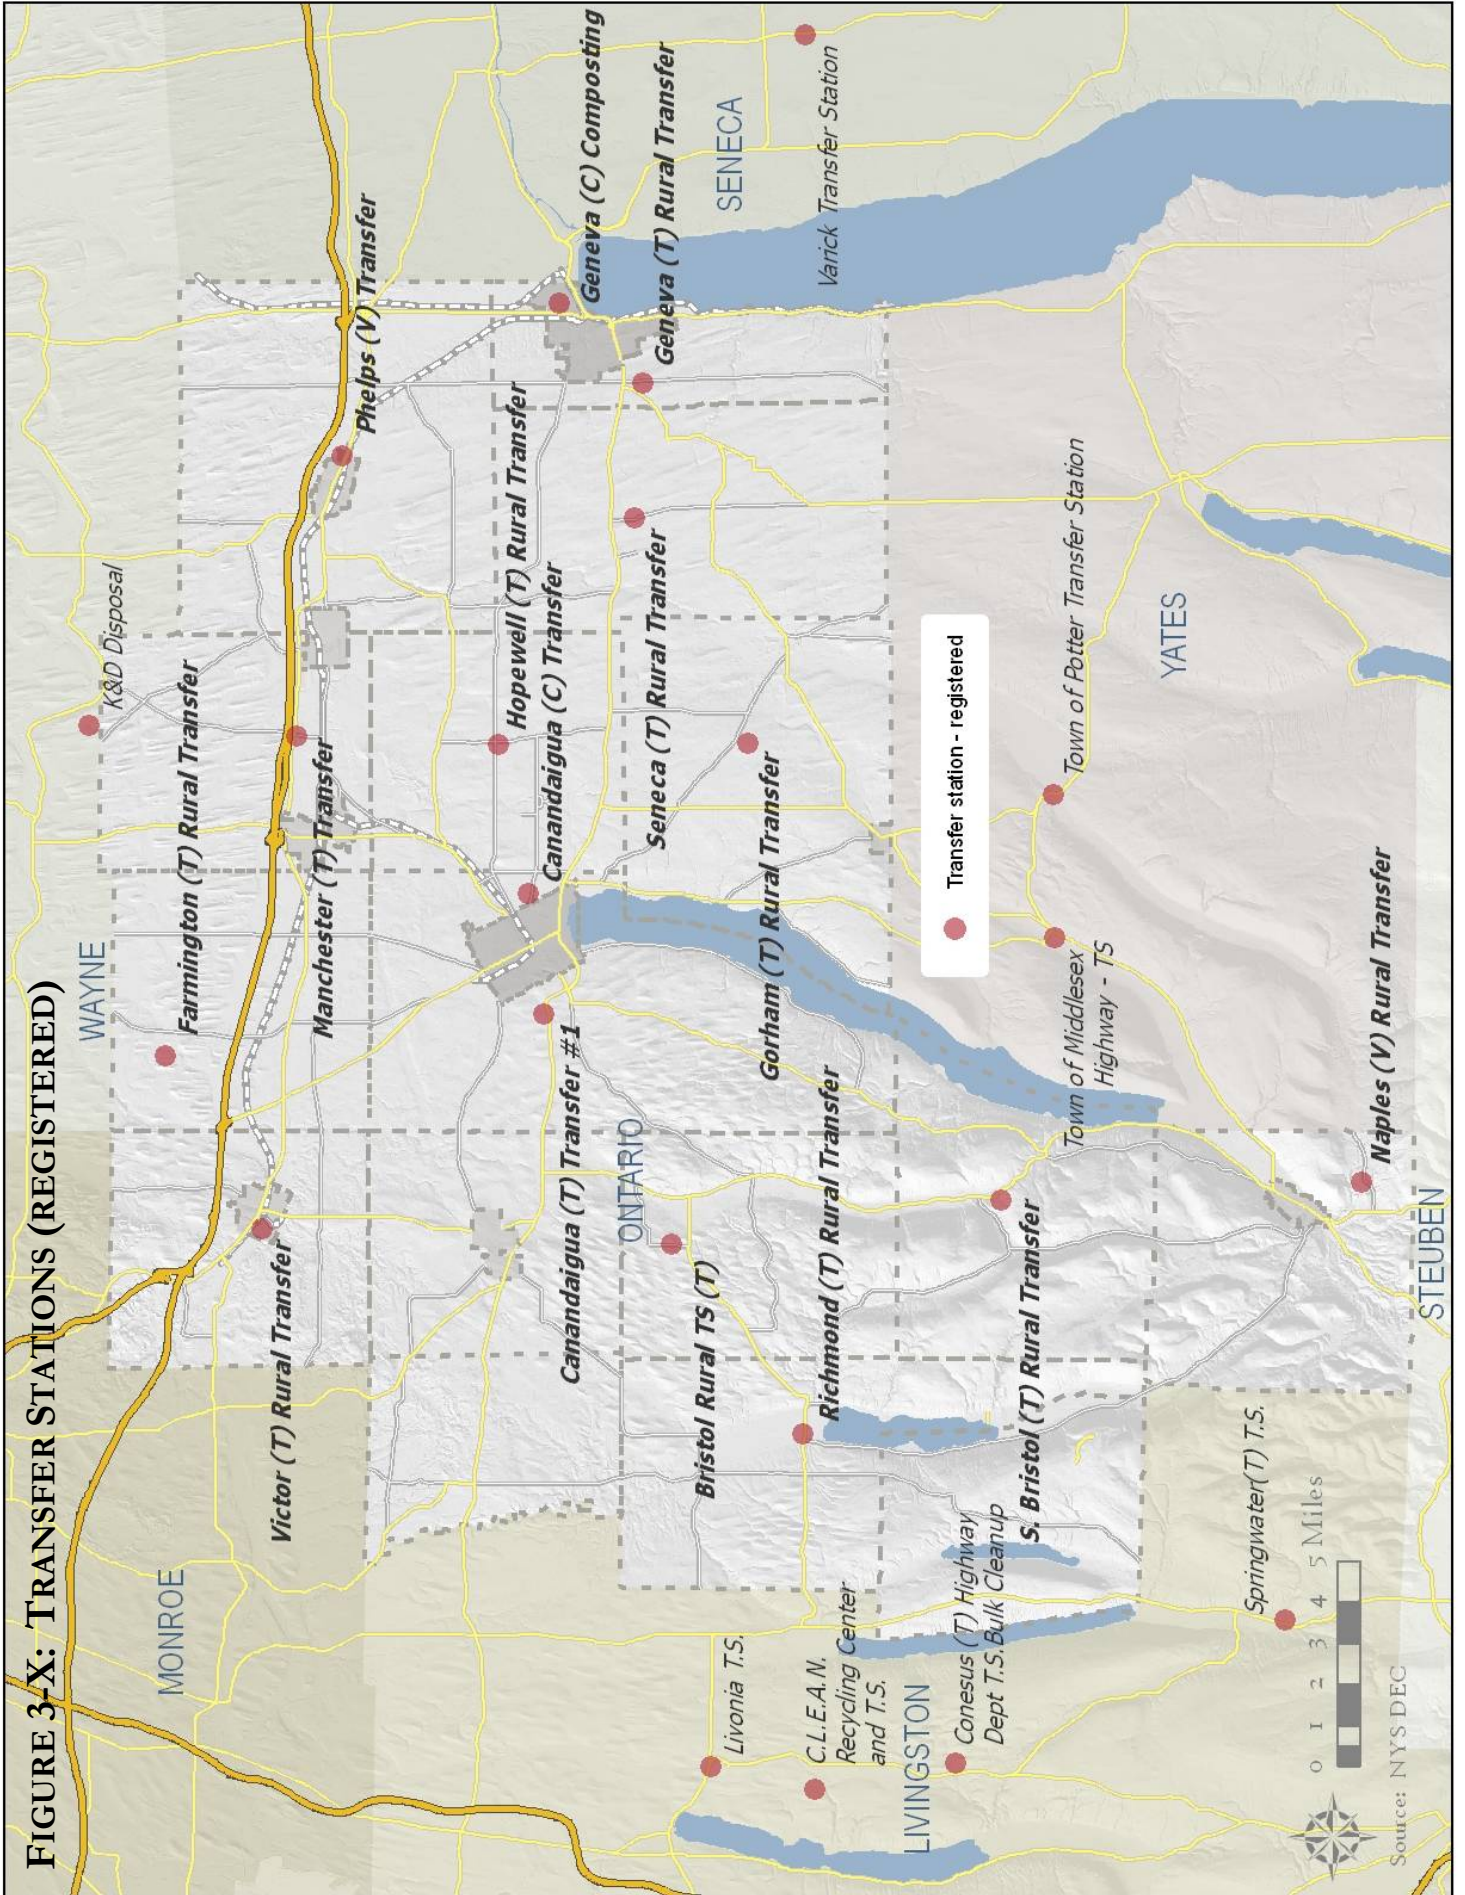 FIGURE 3-X: TRANSFER STATIONS (REGISTERED)
WAYNE
K&D Disposal
MONROE
Farmington (T) Rural Transfer
Victor (T) Rural Transfer
Manchester (T) Transfer
Phelps (V) Transfer
Hopewell (T) Rural Transfer
Canandaigua (C) Transfer
Geneva (C) Composting
Canandaigua (T) Transfer #1
ONTARIO
Seneca (T) Rural Transfer
Geneva (T) Rural Transfer
SENECA
Bristol Rural TS (T)
Livonia T.S.
Gorham (T) Rural Transfer
Varick Transfer Station
Richmond (T) Rural Transfer
C.L.E.A.N.
Recycling Center
and T.S.
LIVINGSTON
Transfer station - registered
Conesus (T) Highway
Dept T.S. Bulk Cleanup
S. Bristol (T) Rural Transfer
Town of Middlesex
Highway - TS
Town of Potter Transfer Station
YATES
Springwater(T) T.S.
Naples (V) Rural Transfer
STEUBEN
0 1 2 3 4 5 Miles
Source: NYS DEC